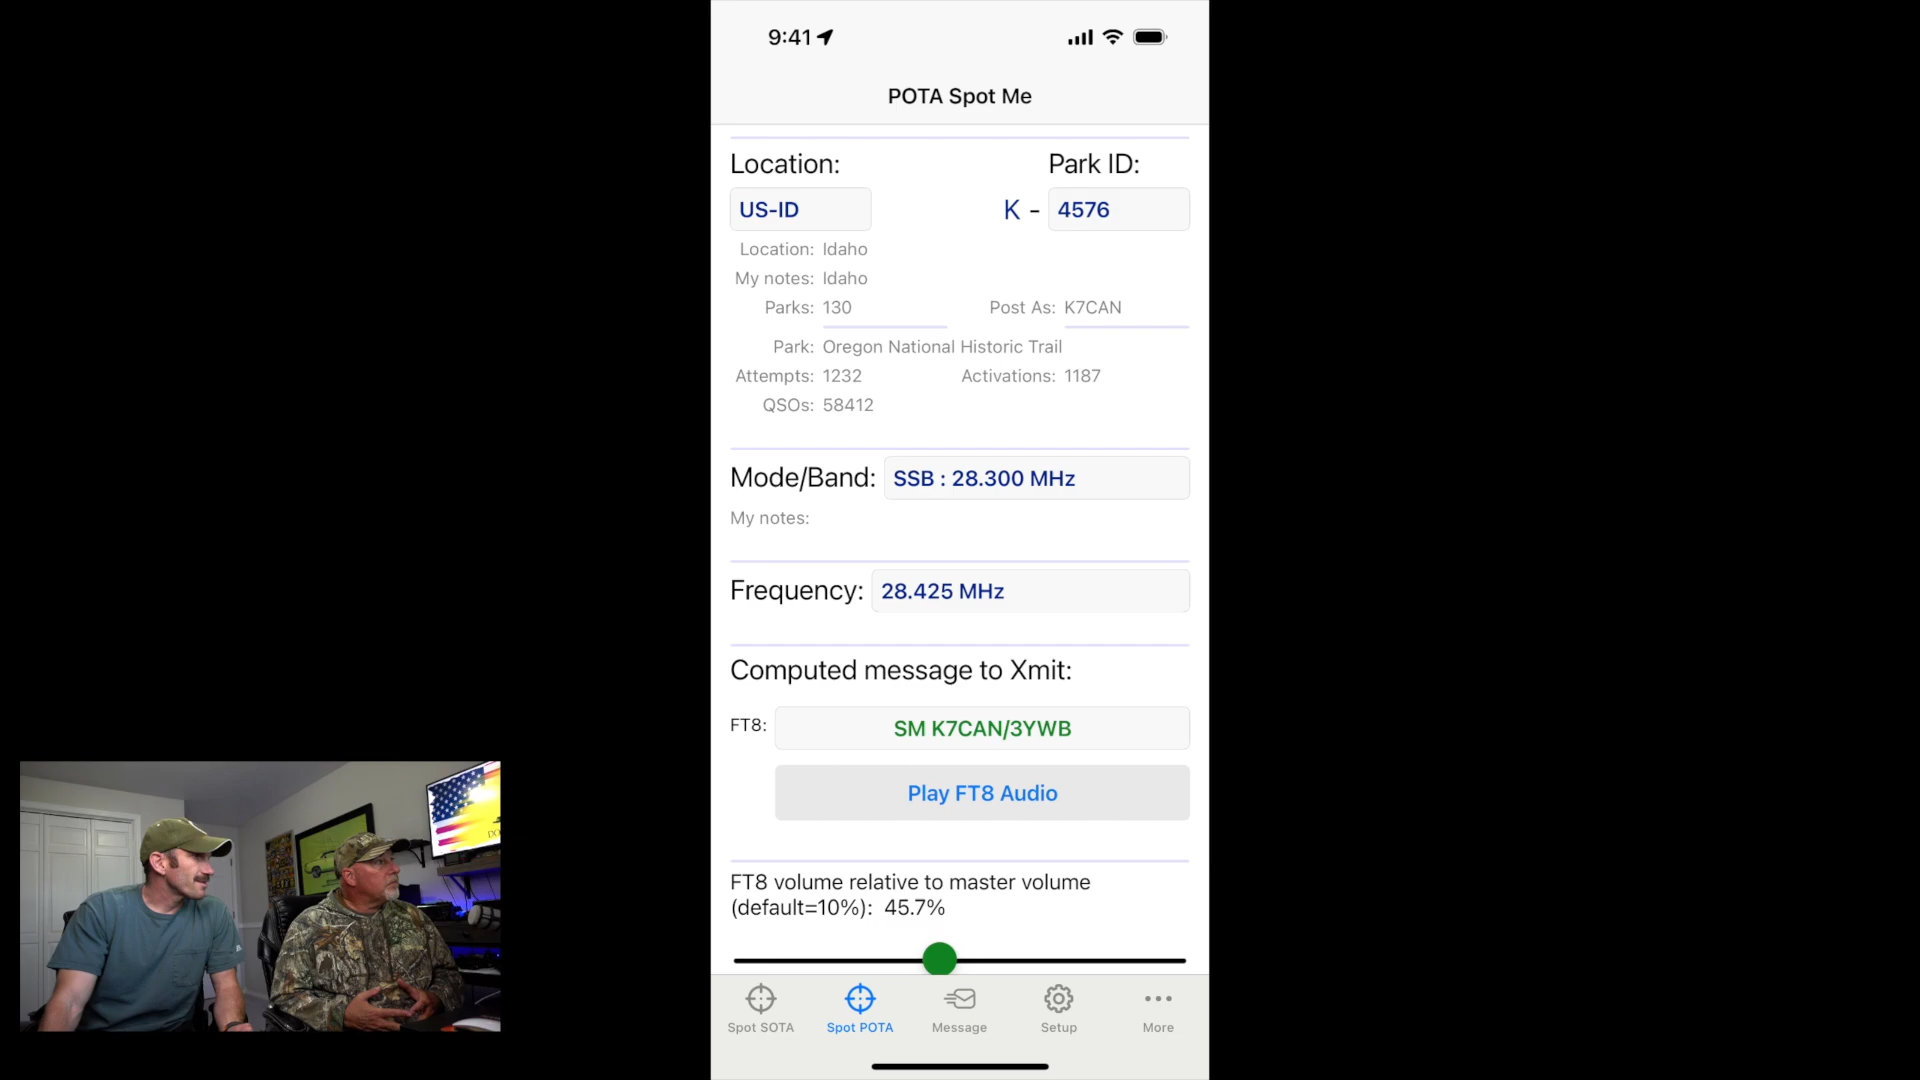 9:41
POTA Spot Me
Location: Park ID:
US-ID K - 4576
Location: Idaho
My notes: Idaho
Parks: 130 Post As: K7CAN
Park: Oregon National Historic Trail
Attempts: 1232 Activations: 1187
QSOs: 58412
Mode/Band: SSB : 28.300 MHz
My notes:
Frequency: 28.425 MHz
Computed message to Xmit:
FT8: SM K7CAN/3YWB
Play FT8 Audio
FT8 volume relative to master volume
(default=10%): 45.7%
Spot SOTA Spot POTA Message Setup More